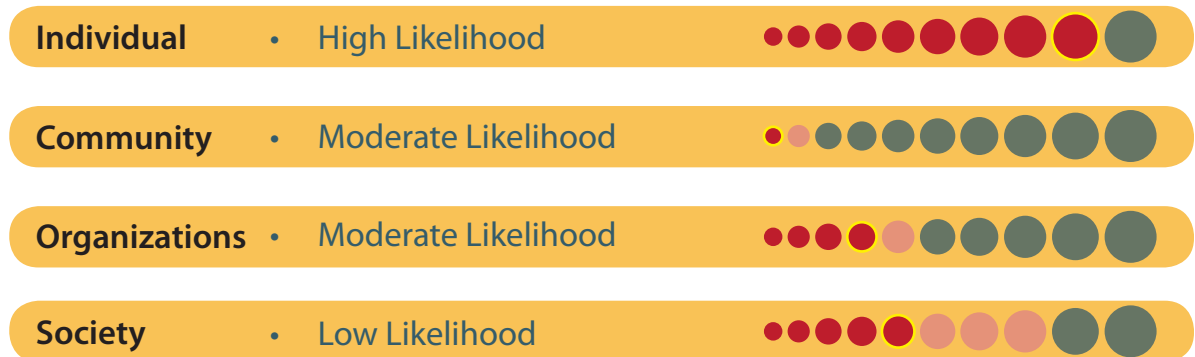 Individual • High Likelihood
Community • Moderate Likelihood
Organizations • Moderate Likelihood
Society • Low Likelihood